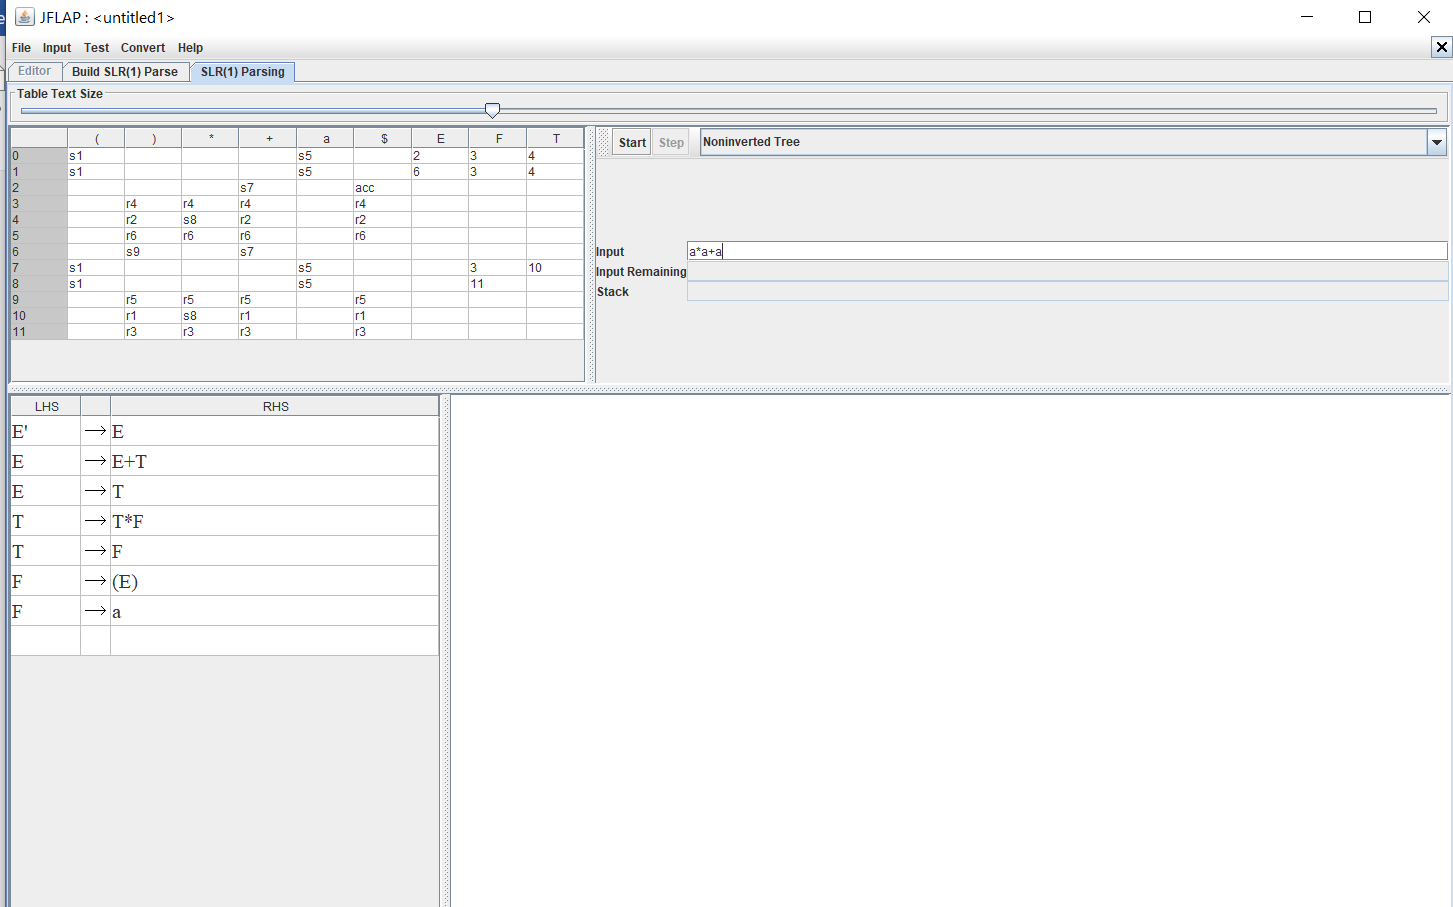 JFLAP : <untitled1>
File Input Test Convert Help
Editor Build SLR(1) Parse SLR(1) Parsing
Table Text Size
( ) * + a $ E F T
0 s1 s5 2 3 4
1 s1 s5 6 3 4
2 s7 acc
3 r4 r4 r4 r4
4 r2 s8 r2 r2
5 r6 r6 r6 r6
6 s9 s7
7 s1 s5 3 10
8 s1 s5 11
9 r5 r5 r5 r5
10 r1 s8 r1 r1
11 r3 r3 r3 r3
Start Step Noninverted Tree
Input a*a+a
Input Remaining
Stack
LHS RHS
E' → E
E → E+T
E → T
T → T*F
T → F
F → (E)
F → a